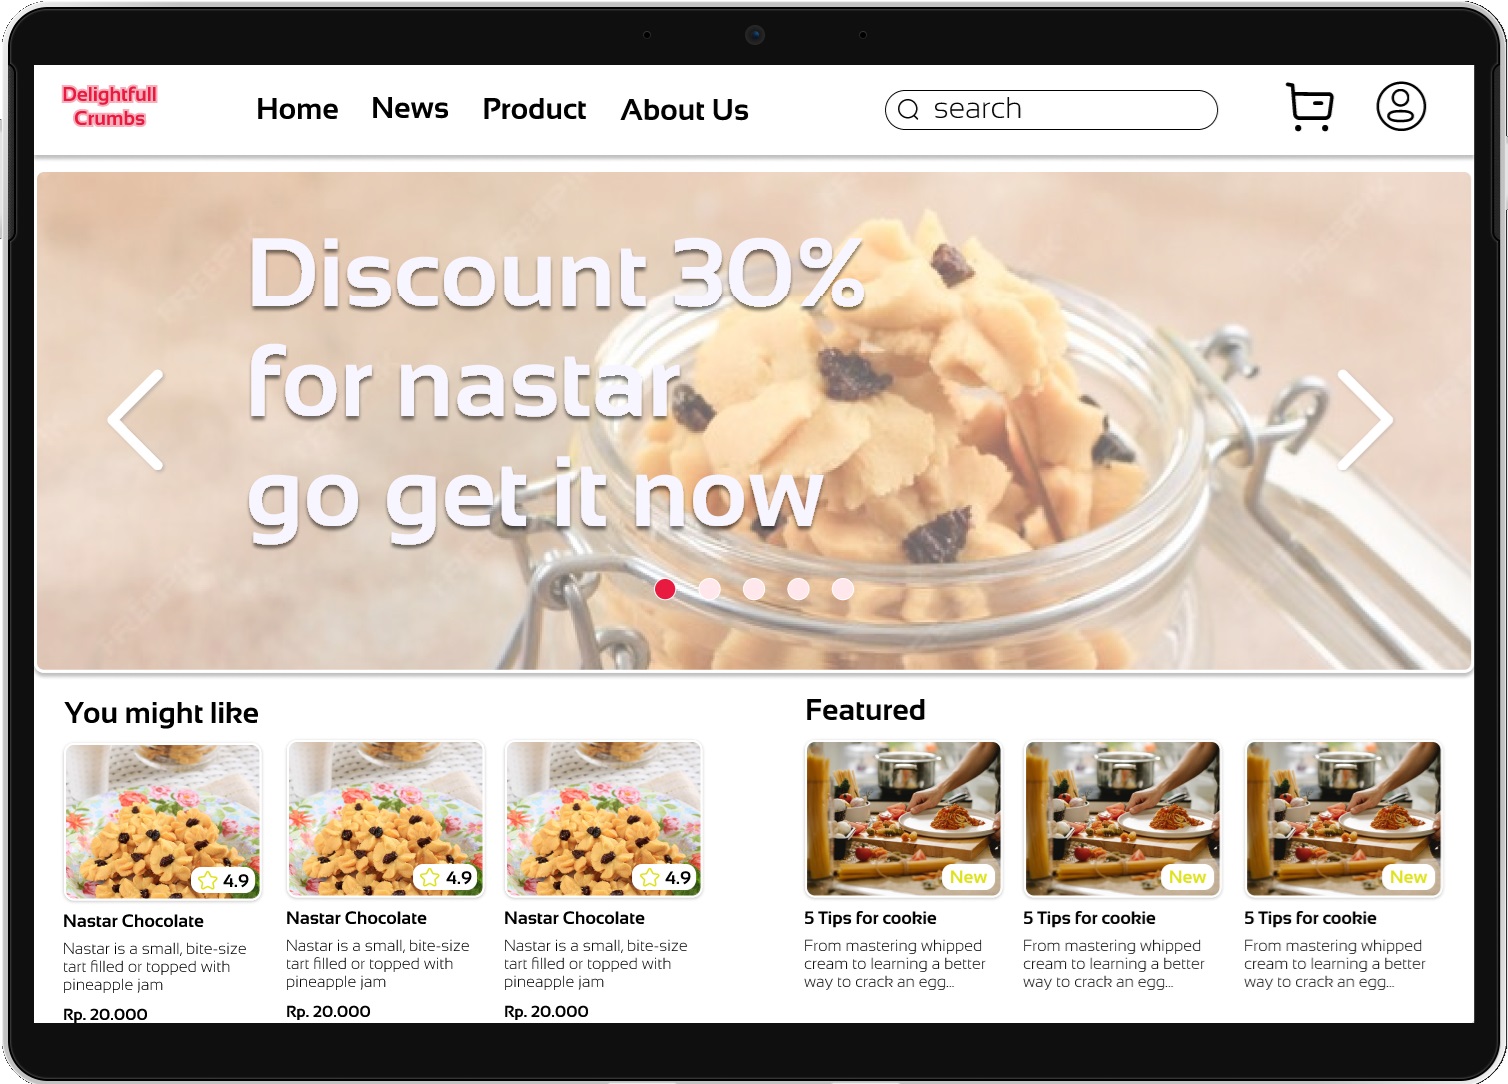 Delightfull
Crumbs
Home
News
Product
About Us
search
Discount 30%
for nastar
go get it now
You might like
4.9
Nastar Chocolate
Nastar is a small, bite-size
tart filled or topped with
pineapple jam
Rp. 20.000
4.9
Nastar Chocolate
Nastar is a small, bite-size
tart filled or topped with
pineapple jam
Rp. 20.000
4.9
Nastar Chocolate
Nastar is a small, bite-size
tart filled or topped with
pineapple jam
Rp. 20.000
Featured
New
5 Tips for cookie
From mastering whipped
cream to learning a better
way to crack an egg...
New
5 Tips for cookie
From mastering whipped
cream to learning a better
way to crack an egg...
New
5 Tips for cookie
From mastering whipped
cream to learning a better
way to crack an egg...